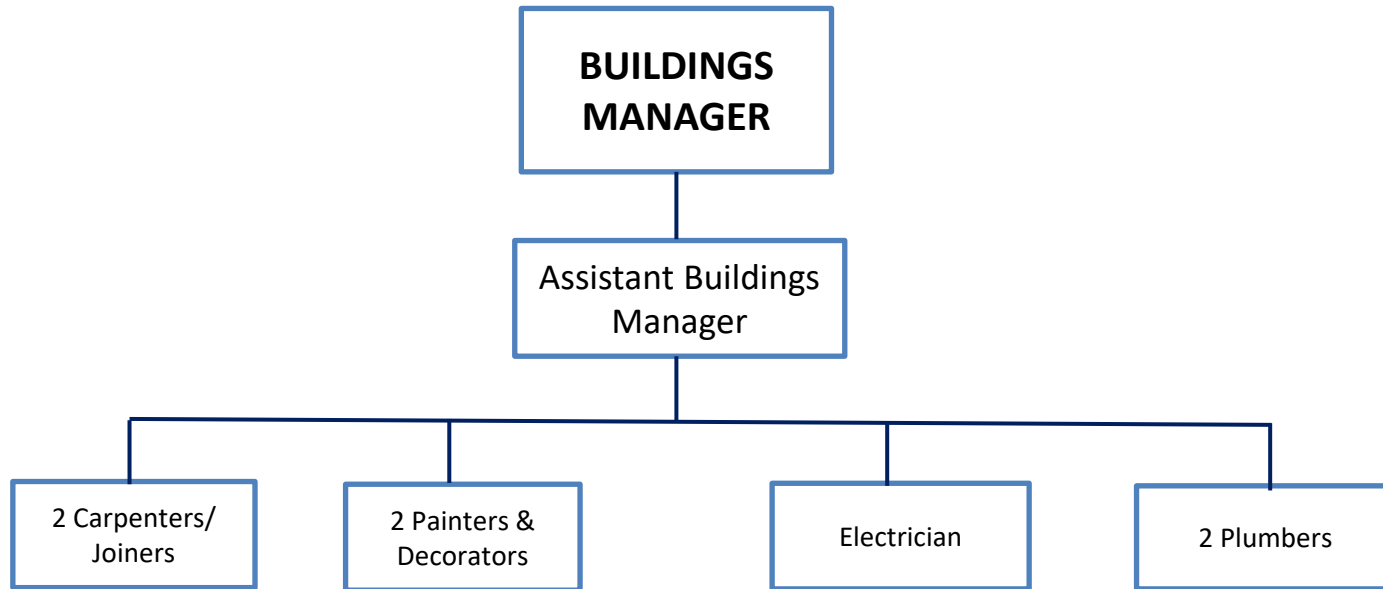 BUILDINGS
MANAGER
Assistant Buildings
Manager
2 Carpenters/
Joiners
2 Painters &
Decorators
Electrician
2 Plumbers